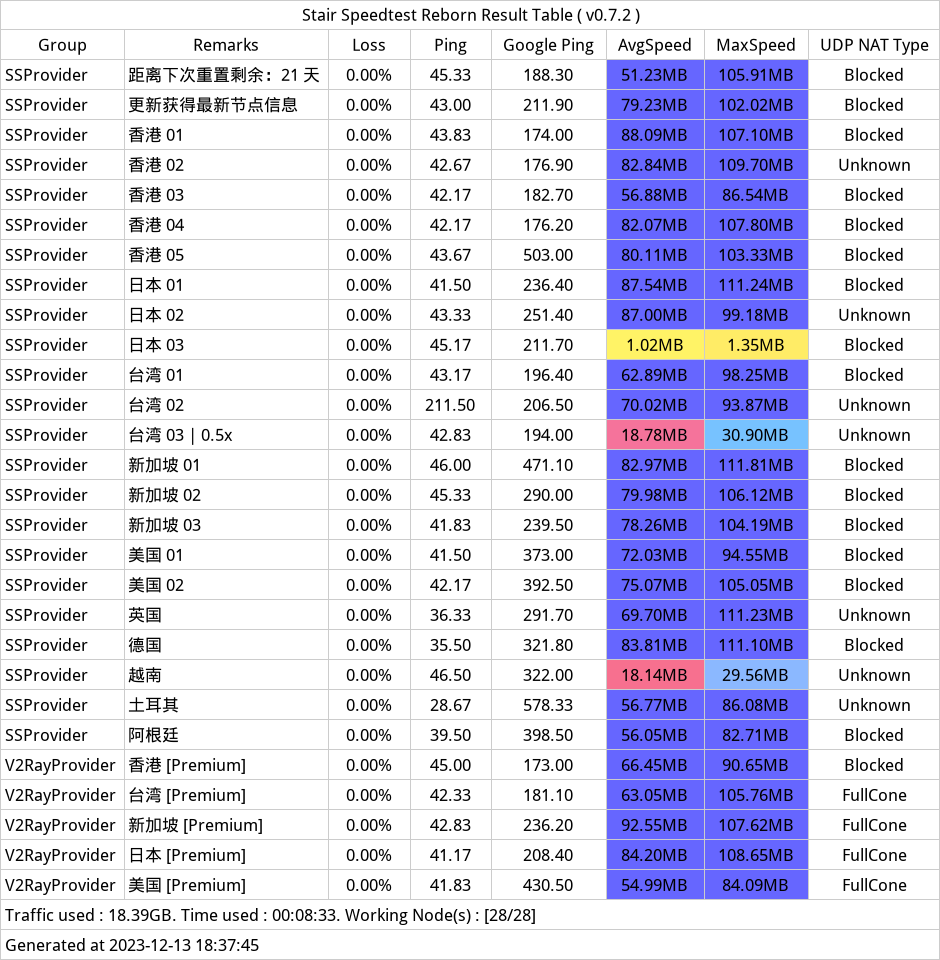 Stair Speedtest Reborn Result Table ( v0.7.2 )
Group Remarks Loss Ping Google Ping AvgSpeed MaxSpeed UDP NAT Type
SSProvider 距离下次重置剩余：21 天 0.00% 45.33 188.30 51.23MB 105.91MB Blocked
SSProvider 更新获得最新节点信息 0.00% 43.00 211.90 79.23MB 102.02MB Blocked
SSProvider 香港 01 0.00% 43.83 174.00 88.09MB 107.10MB Blocked
SSProvider 香港 02 0.00% 42.67 176.90 82.84MB 109.70MB Unknown
SSProvider 香港 03 0.00% 42.17 182.70 56.88MB 86.54MB Blocked
SSProvider 香港 04 0.00% 42.17 176.20 82.07MB 107.80MB Blocked
SSProvider 香港 05 0.00% 43.67 503.00 80.11MB 103.33MB Blocked
SSProvider 日本 01 0.00% 41.50 236.40 87.54MB 111.24MB Blocked
SSProvider 日本 02 0.00% 43.33 251.40 87.00MB 99.18MB Unknown
SSProvider 日本 03 0.00% 45.17 211.70 1.02MB 1.35MB Blocked
SSProvider 台湾 01 0.00% 43.17 196.40 62.89MB 98.25MB Blocked
SSProvider 台湾 02 0.00% 211.50 206.50 70.02MB 93.87MB Unknown
SSProvider 台湾 03 | 0.5x 0.00% 42.83 194.00 18.78MB 30.90MB Unknown
SSProvider 新加坡 01 0.00% 46.00 471.10 82.97MB 111.81MB Blocked
SSProvider 新加坡 02 0.00% 45.33 290.00 79.98MB 106.12MB Blocked
SSProvider 新加坡 03 0.00% 41.83 239.50 78.26MB 104.19MB Blocked
SSProvider 美国 01 0.00% 41.50 373.00 72.03MB 94.55MB Blocked
SSProvider 美国 02 0.00% 42.17 392.50 75.07MB 105.05MB Blocked
SSProvider 英国 0.00% 36.33 291.70 69.70MB 111.23MB Unknown
SSProvider 德国 0.00% 35.50 321.80 83.81MB 111.10MB Blocked
SSProvider 越南 0.00% 46.50 322.00 18.14MB 29.56MB Unknown
SSProvider 土耳其 0.00% 28.67 578.33 56.77MB 86.08MB Unknown
SSProvider 阿根廷 0.00% 39.50 398.50 56.05MB 82.71MB Blocked
V2RayProvider 香港 [Premium] 0.00% 45.00 173.00 66.45MB 90.65MB Blocked
V2RayProvider 台湾 [Premium] 0.00% 42.33 181.10 63.05MB 105.76MB FullCone
V2RayProvider 新加坡 [Premium] 0.00% 42.83 236.20 92.55MB 107.62MB FullCone
V2RayProvider 日本 [Premium] 0.00% 41.17 208.40 84.20MB 108.65MB FullCone
V2RayProvider 美国 [Premium] 0.00% 41.83 430.50 54.99MB 84.09MB FullCone
Traffic used : 18.39GB. Time used : 00:08:33. Working Node(s) : [28/28]
Generated at 2023-12-13 18:37:45